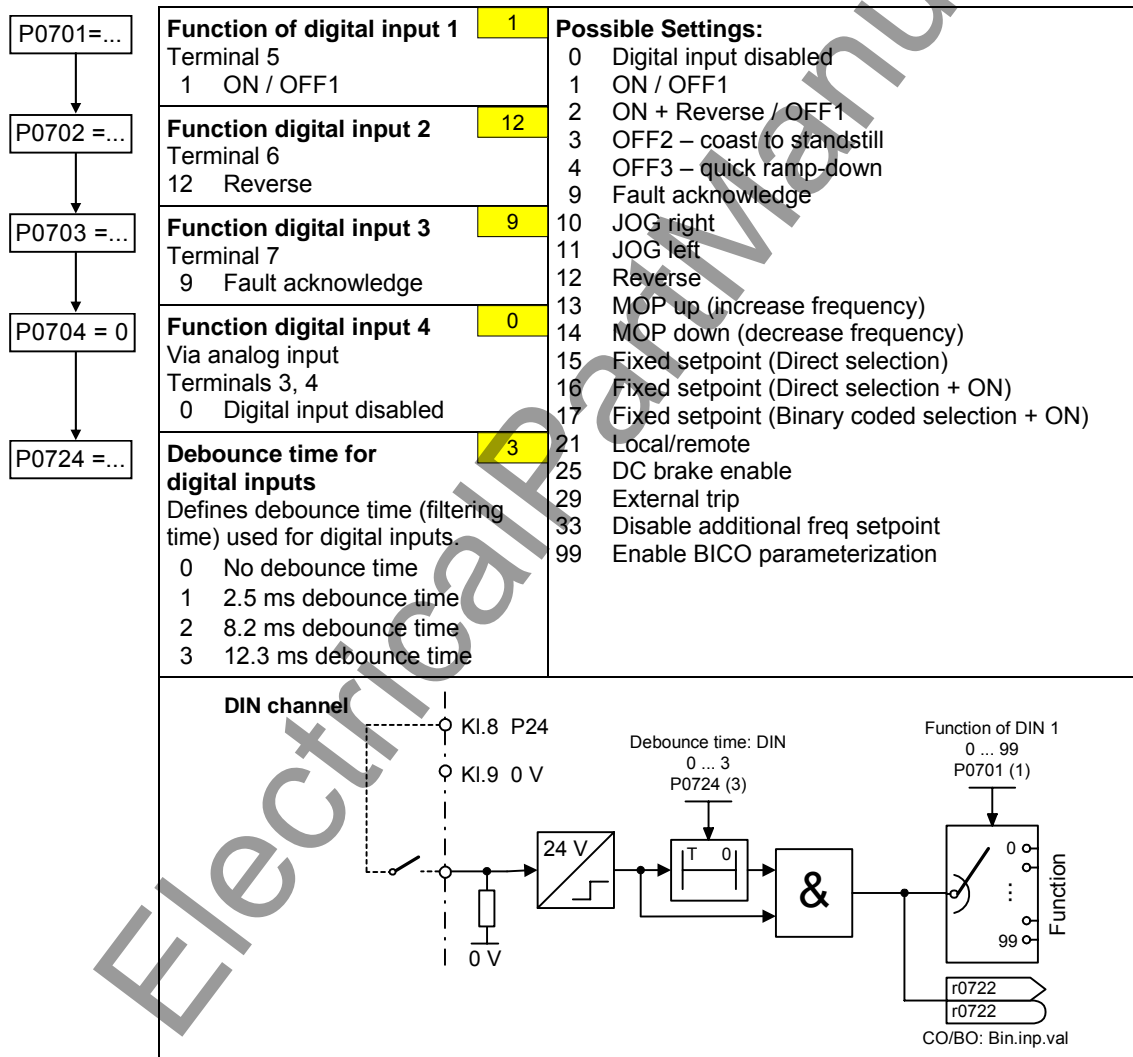 P0701=...
P0702 =...
P0703 =...
P0704 = 0
P0724 =...
Function of digital input 1 1
Terminal 5
1 ON / OFF1
Function digital input 2 12
Terminal 6
12 Reverse
Function digital input 3 9
Terminal 7
9 Fault acknowledge
Function digital input 4 0
Via analog input
Terminals 3, 4
0 Digital input disabled
Debounce time for 3
digital inputs
Defines debounce time (filtering
time) used for digital inputs.
0 No debounce time
1 2.5 ms debounce time
2 8.2 ms debounce time
3 12.3 ms debounce time
Possible Settings:
0 Digital input disabled
1 ON / OFF1
2 ON + Reverse / OFF1
3 OFF2 – coast to standstill
4 OFF3 – quick ramp-down
9 Fault acknowledge
10 JOG right
11 JOG left
12 Reverse
13 MOP up (increase frequency)
14 MOP down (decrease frequency)
15 Fixed setpoint (Direct selection)
16 Fixed setpoint (Direct selection + ON)
17 Fixed setpoint (Binary coded selection + ON)
21 Local/remote
25 DC brake enable
29 External trip
33 Disable additional freq setpoint
99 Enable BICO parameterization
DIN channel
Kl.8 P24
Kl.9 0 V
0 V
24 V
Debounce time: DIN
0 ... 3
P0724 (3)
T 0
&
Function of DIN 1
0 ... 99
P0701 (1)
0
...
99
Function
r0722
r0722
CO/BO: Bin.inp.val
ElectricalPartManu